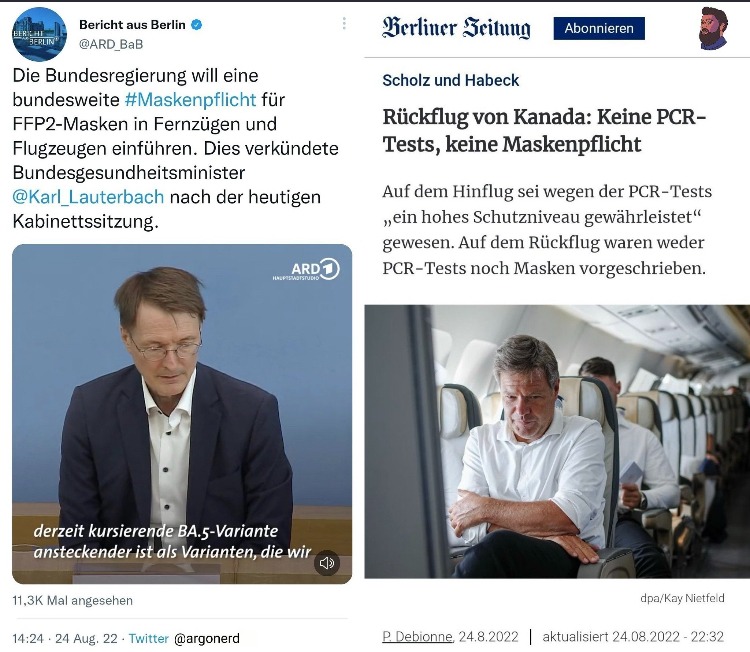 Bericht aus Berlin
@ARD_BaB
Die Bundesregierung will eine
bundesweite #Maskenpflicht für
FFP2-Masken in Fernzügen und
Flugzeugen einführen. Dies verkündete
Bundesgesundheitsminister
@Karl_Lauterbach nach der heutigen
Kabinettssitzung.
BERICHT AUS
BERLIN
ARD 1
HAUPTSTADTSTUDIO
derzeit kursierende BA.5-Variante
ansteckender ist als Varianten, die wir
11,3K Mal angesehen
14:24 · 24 Aug. 22 · Twitter @argonerd
Berliner Zeitung
Abonnieren
Scholz und Habeck
Rückflug von Kanada: Keine PCR-
Tests, keine Maskenpflicht
Auf dem Hinflug sei wegen der PCR-Tests
„ein hohes Schutzniveau gewährleistet“
gewesen. Auf dem Rückflug waren weder
PCR-Tests noch Masken vorgeschrieben.
dpa/Kay Nietfeld
P. Debionne, 24.8.2022 | aktualisiert 24.08.2022 - 22:32